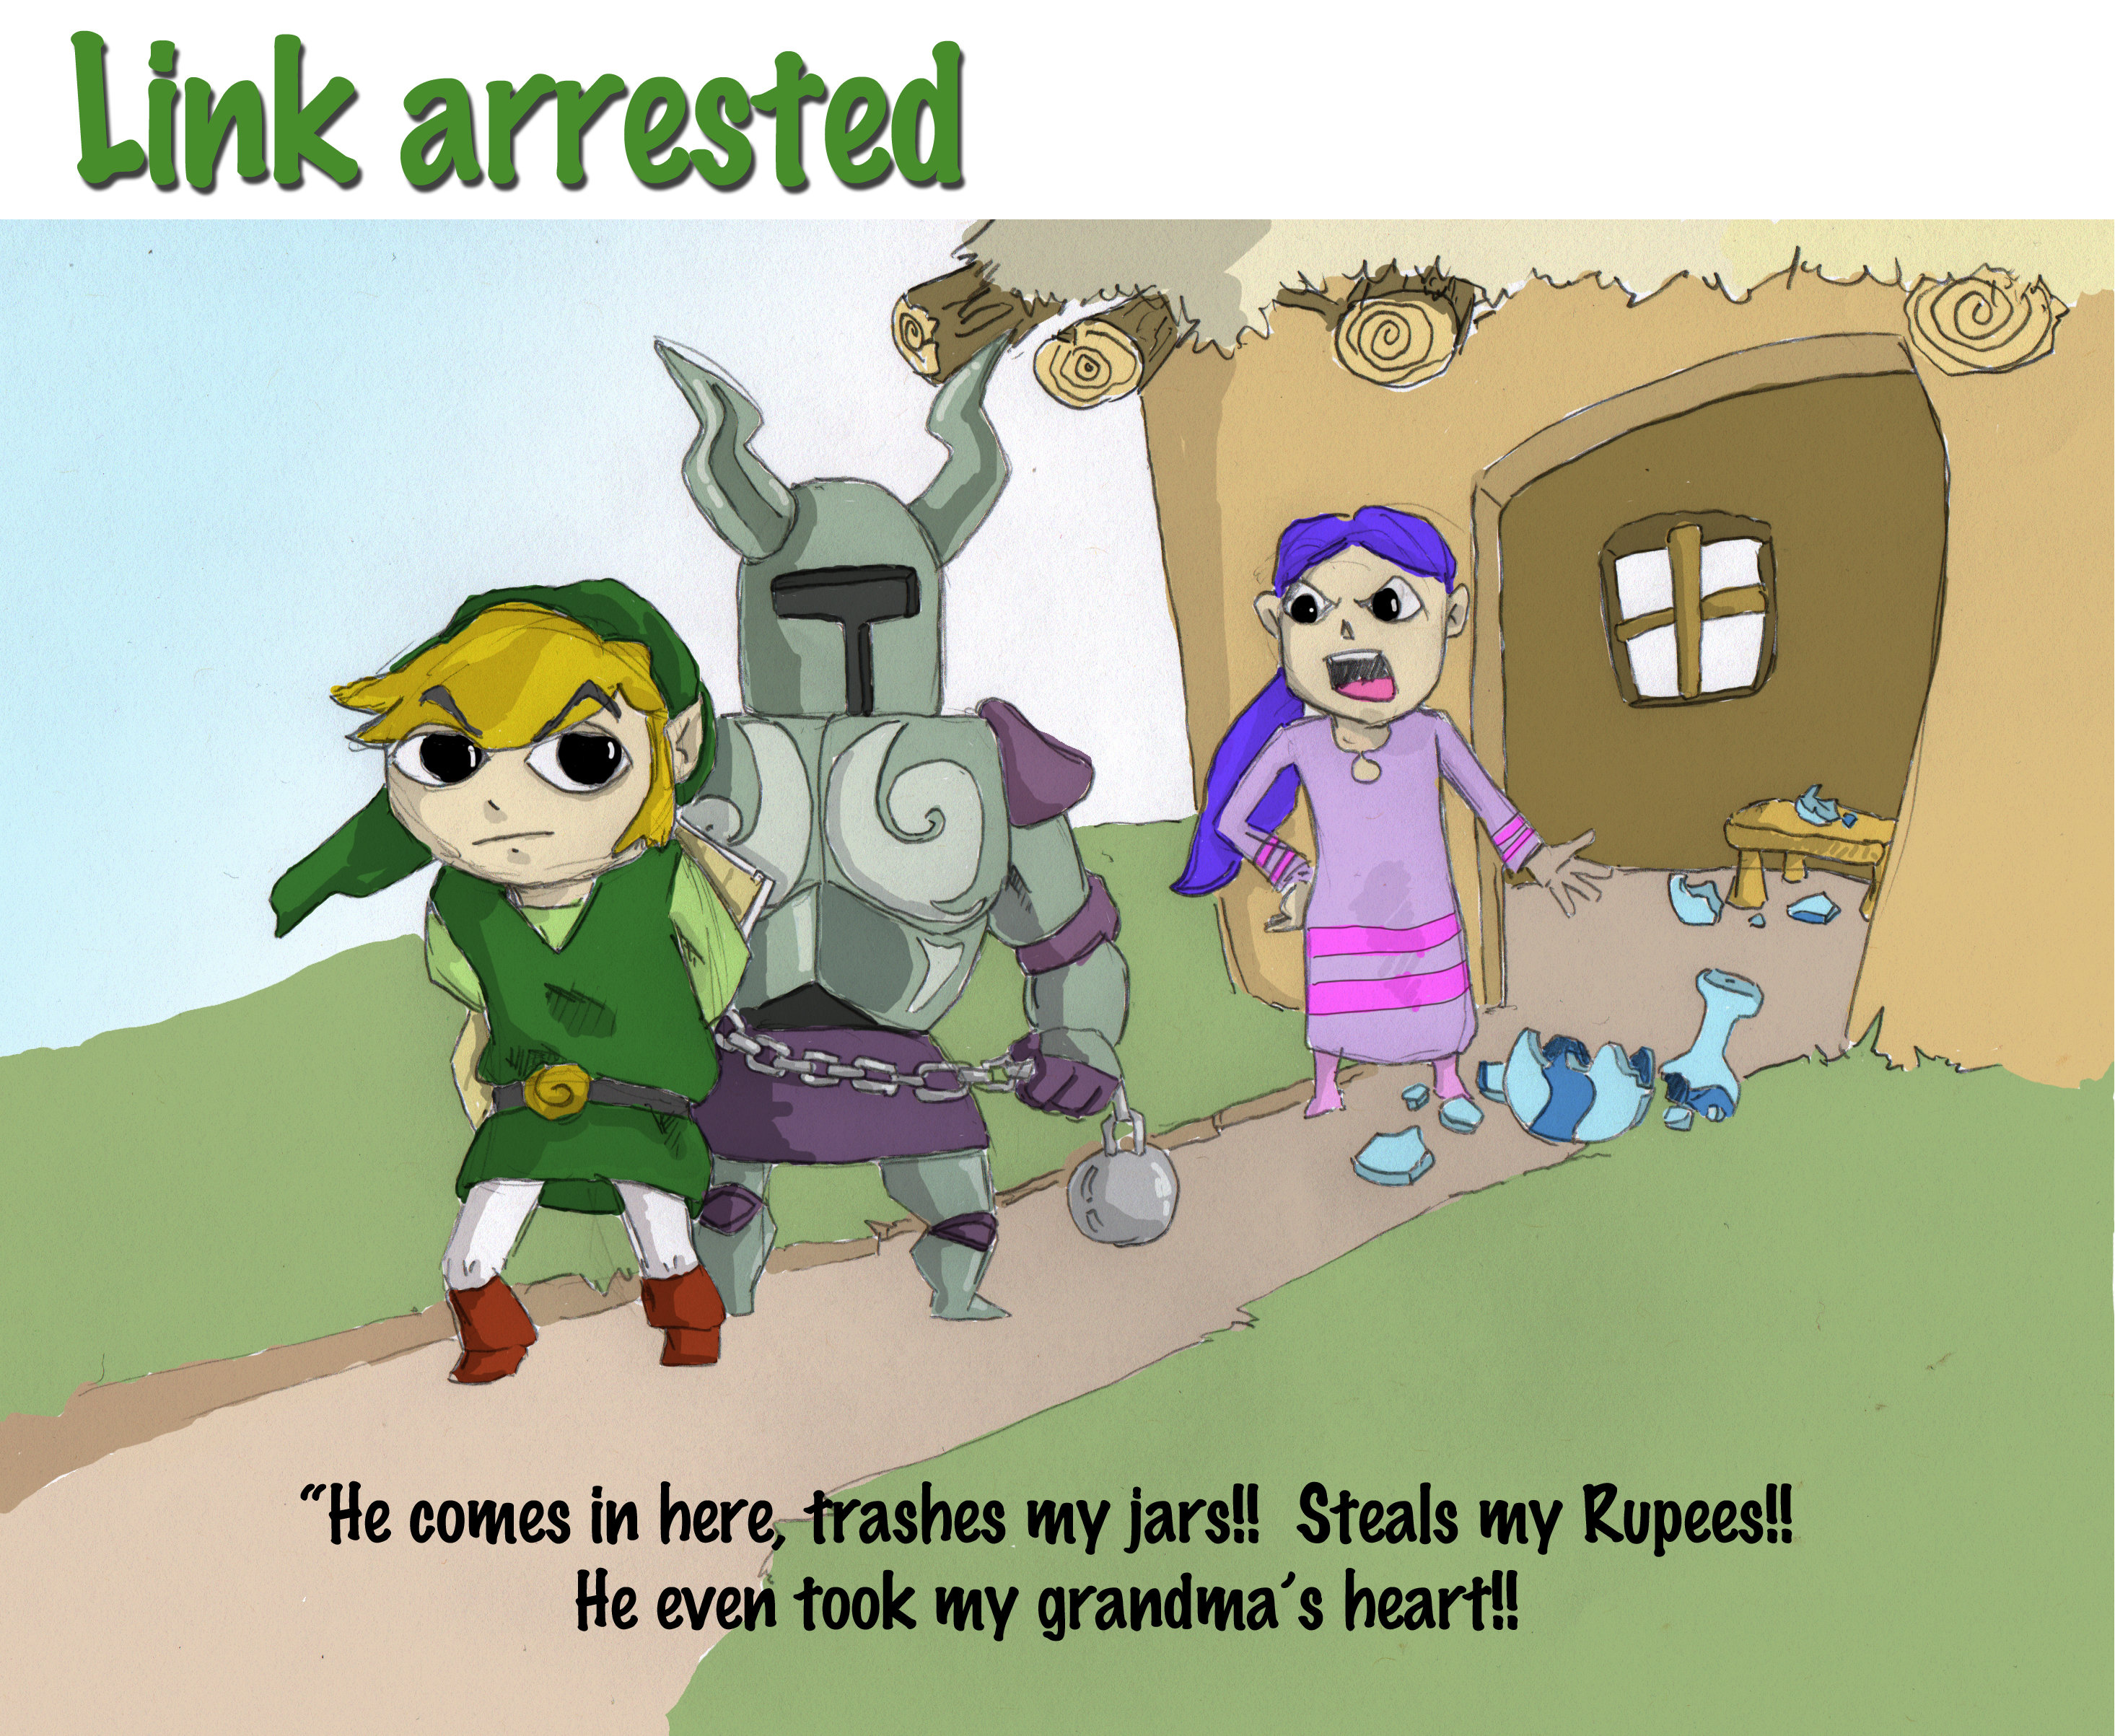 Link arrested
“He comes in here, trashes my jars!! Steals my Rupees!!
He even took my grandma’s heart!!